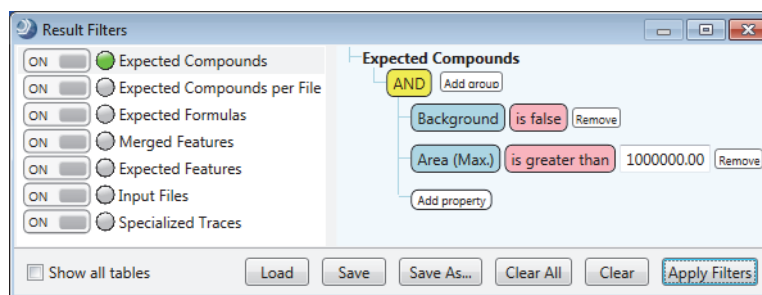 Result Filters
ON Expected Compounds
ON Expected Compounds per File
ON Expected Formulas
ON Merged Features
ON Expected Features
ON Input Files
ON Specialized Traces
Expected Compounds
AND Add group
Background is false Remove
Area (Max.) is greater than 1000000.00 Remove
Add property
Show all tables Load Save Save As... Clear All Clear Apply Filters